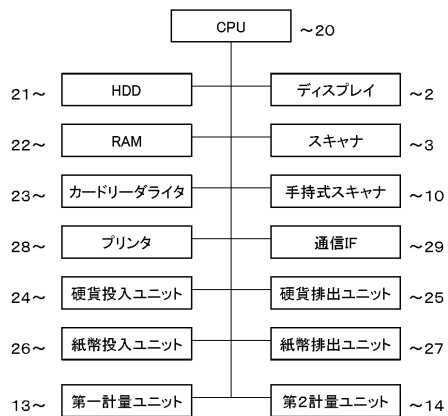 CPU ～20
21～ HDD ディスプレイ ～2
22～ RAM スキャナ ～3
23～ カードリーダライタ 手持式スキャナ ～10
28～ プリンタ 通信IF ～29
24～ 硬貨投入ユニット 硬貨排出ユニット ～25
26～ 紙幣投入ユニット 紙幣排出ユニット ～27
13～ 第一計量ユニット 第2計量ユニット ～14